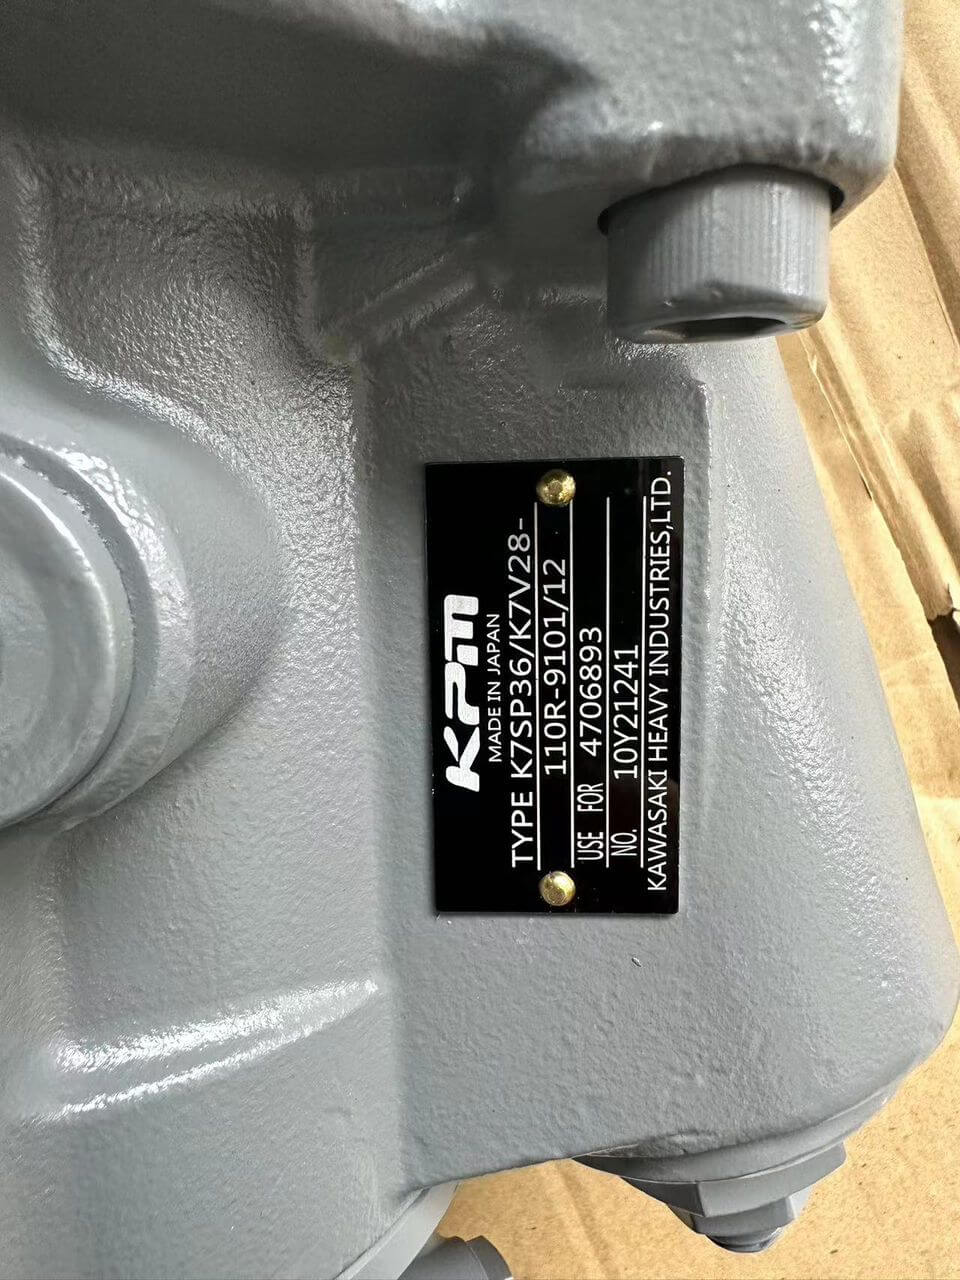 KPM
MADE IN JAPAN
TYPE K7SP36/K7V28-
110R-9101/12
USE FOR 4706893
NO. 10Y21241
KAWASAKI HEAVY INDUSTRIES,LTD.